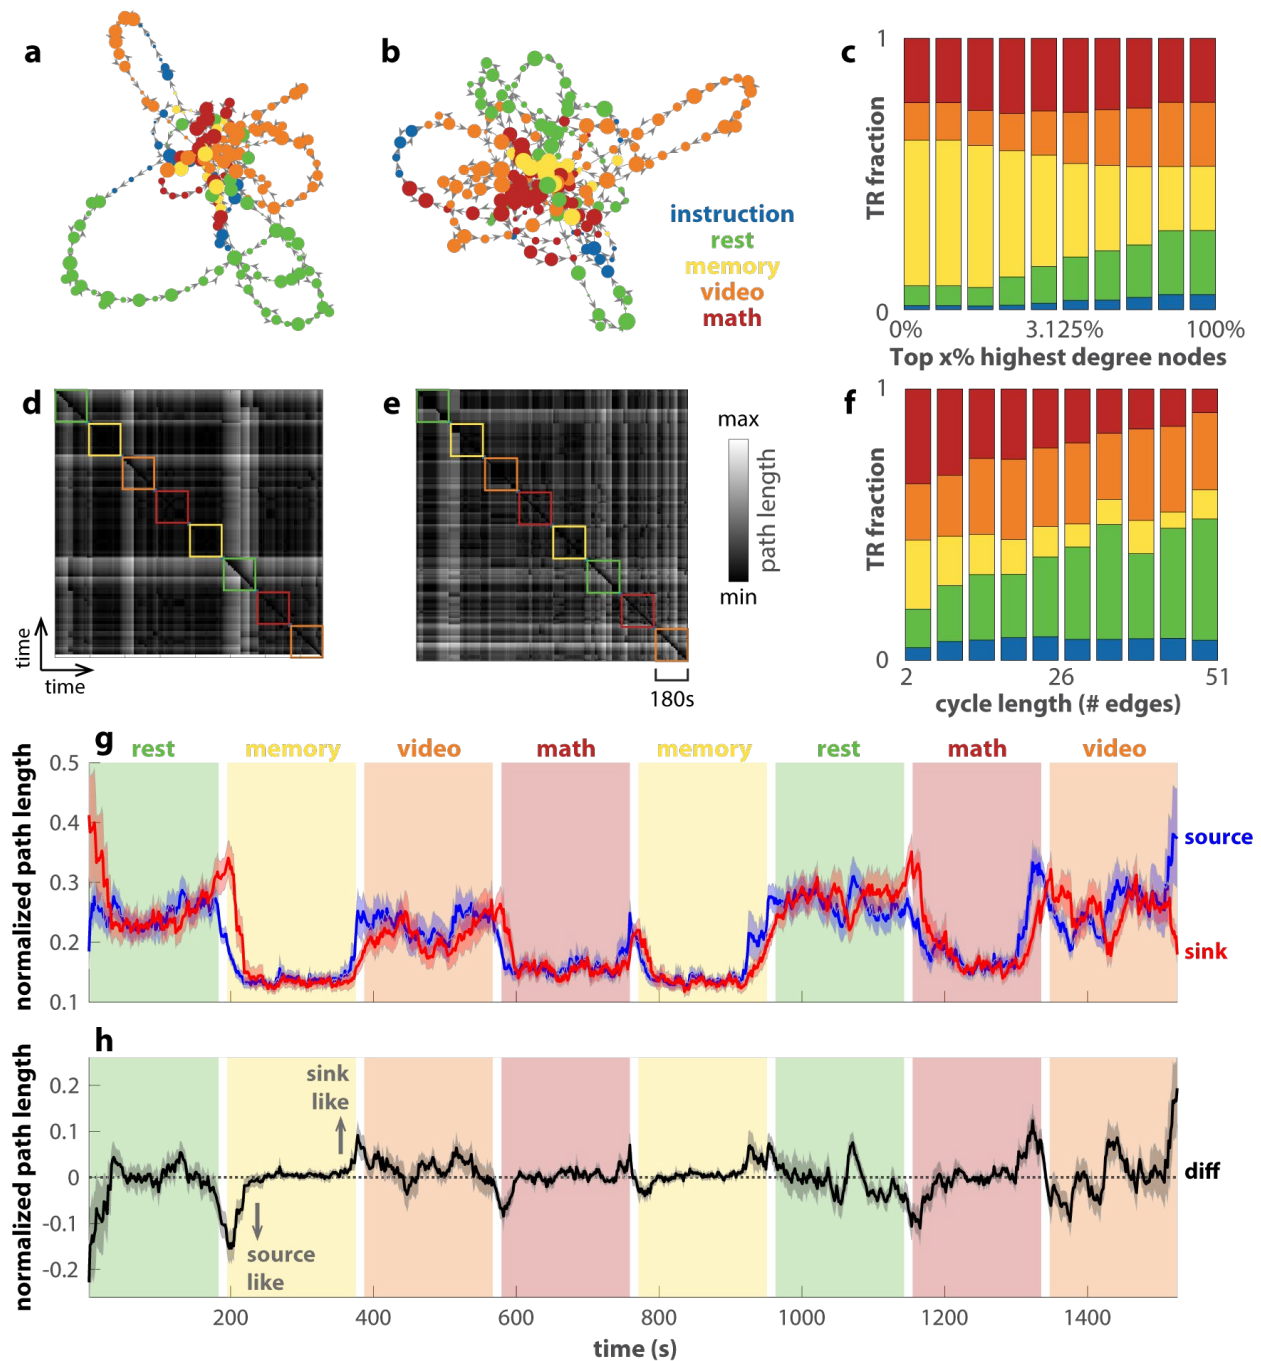 a
b
c
instruction
rest
memory
video
math
1
TR fraction
0
0%
3.125%
100%
Top x% highest degree nodes
d
e
f
max
path length
min
time
time
180s
1
TR fraction
0
2
26
51
cycle length (# edges)
g
rest
memory
video
math
memory
rest
math
video
normalized path length
0.5
0.4
0.3
0.2
0.1
source
sink
h
normalized path length
0.2
0.1
0
-0.1
-0.2
sink
like
source
like
diff
200
400
600
800
1000
1200
1400
time (s)